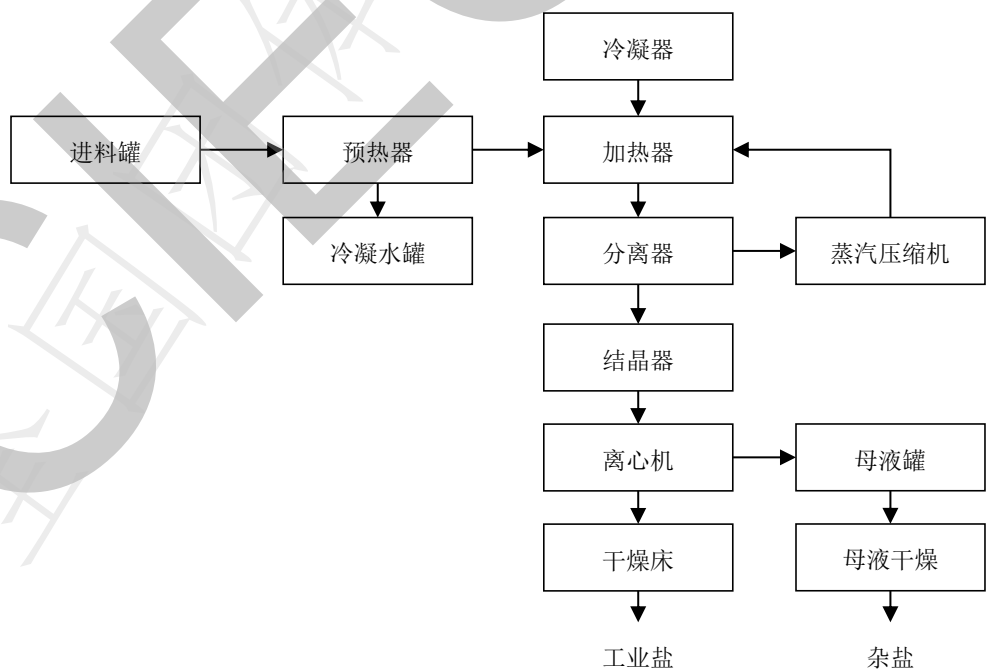 冷凝器
进料罐
预热器
加热器
冷凝水罐
分离器
蒸汽压缩机
结晶器
离心机
母液罐
干燥床
母液干燥
工业盐
杂盐